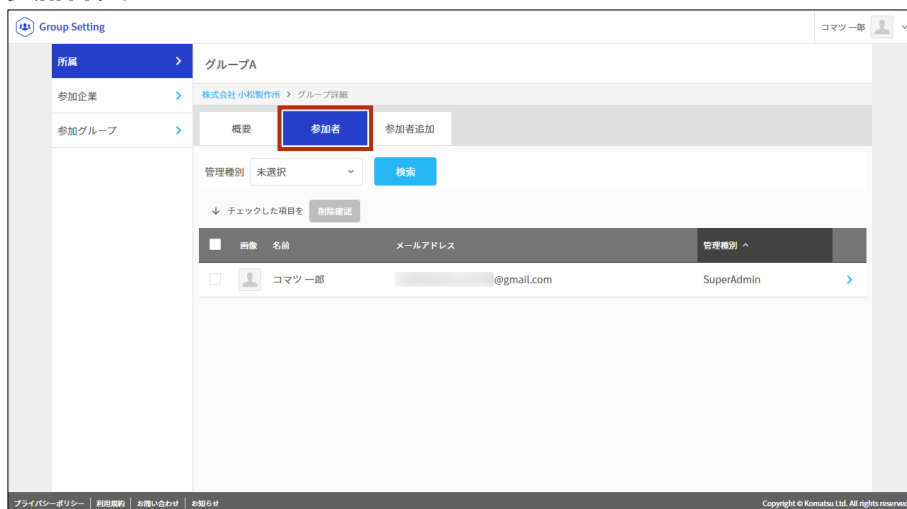 Group Setting
コマツ 一郎
所属
グループA
参加企業
株式会社 小松製作所 > グループ詳細
参加グループ
概要
参加者
参加者追加
管理種別 未選択 検索
↓ チェックした項目を 削除確認
画像 名前 メールアドレス 管理種別
コマツ 一郎 @gmail.com SuperAdmin
プライバシーポリシー | 利用規約 | お問い合わせ | お知らせ
Copyright © Komatsu Ltd. All rights reserved